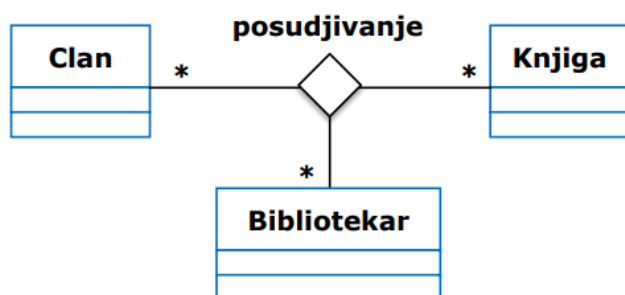 posudjivanje
Clan
*
*
Knjiga
*
Bibliotekar